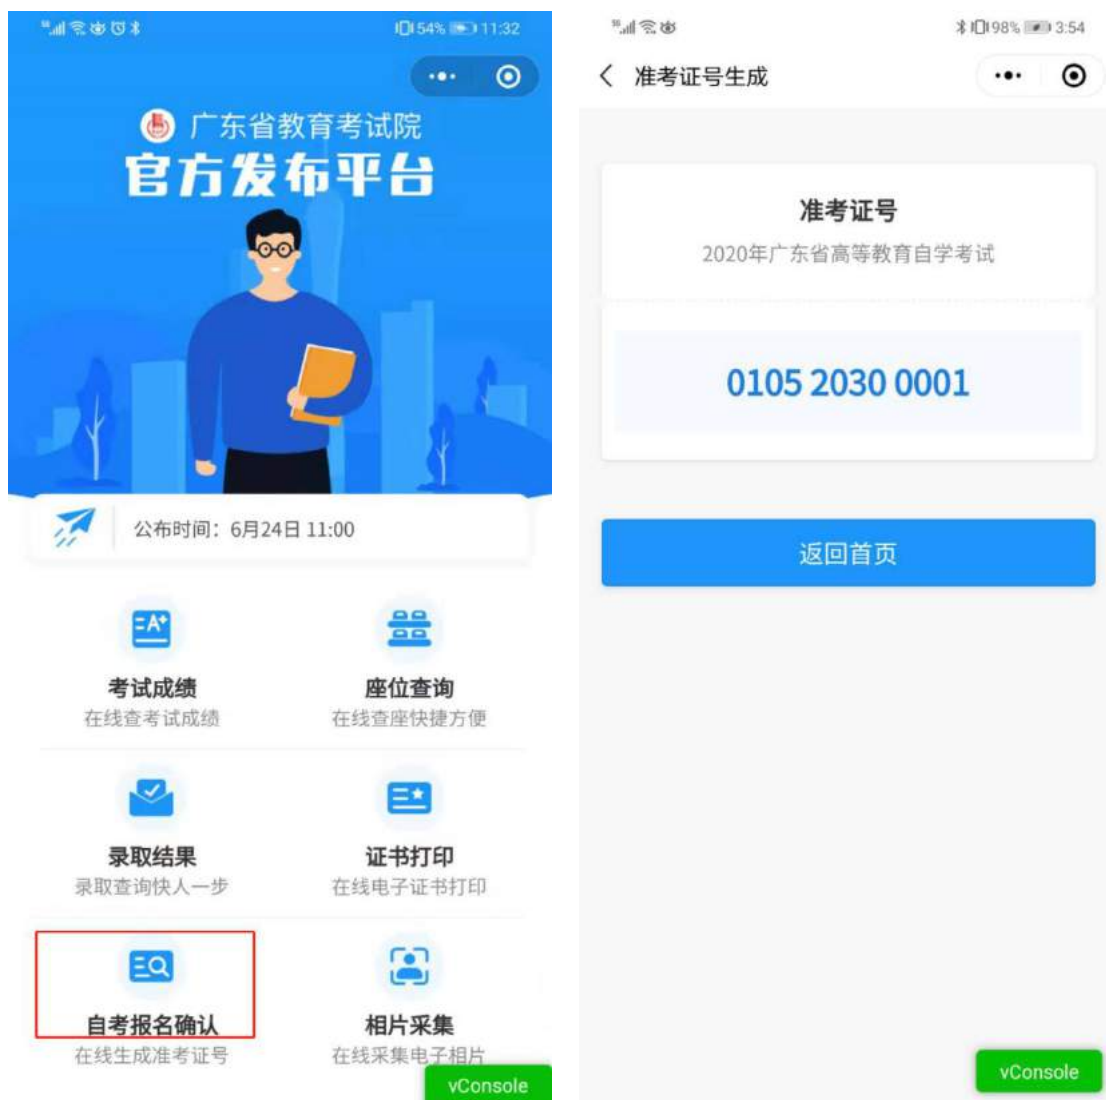 54% 11:32
广东省教育考试院
官方发布平台
公布时间：6月24日 11:00
考试成绩
在线查考试成绩
座位查询
在线查座快捷方便
录取结果
录取查询快人一步
证书打印
在线电子证书打印
自考报名确认
在线生成准考证号
相片采集
在线采集电子相片
vConsole
98% 3:54
准考证号生成
准考证号
2020年广东省高等教育自学考试
0105 2030 0001
返回首页
vConsole